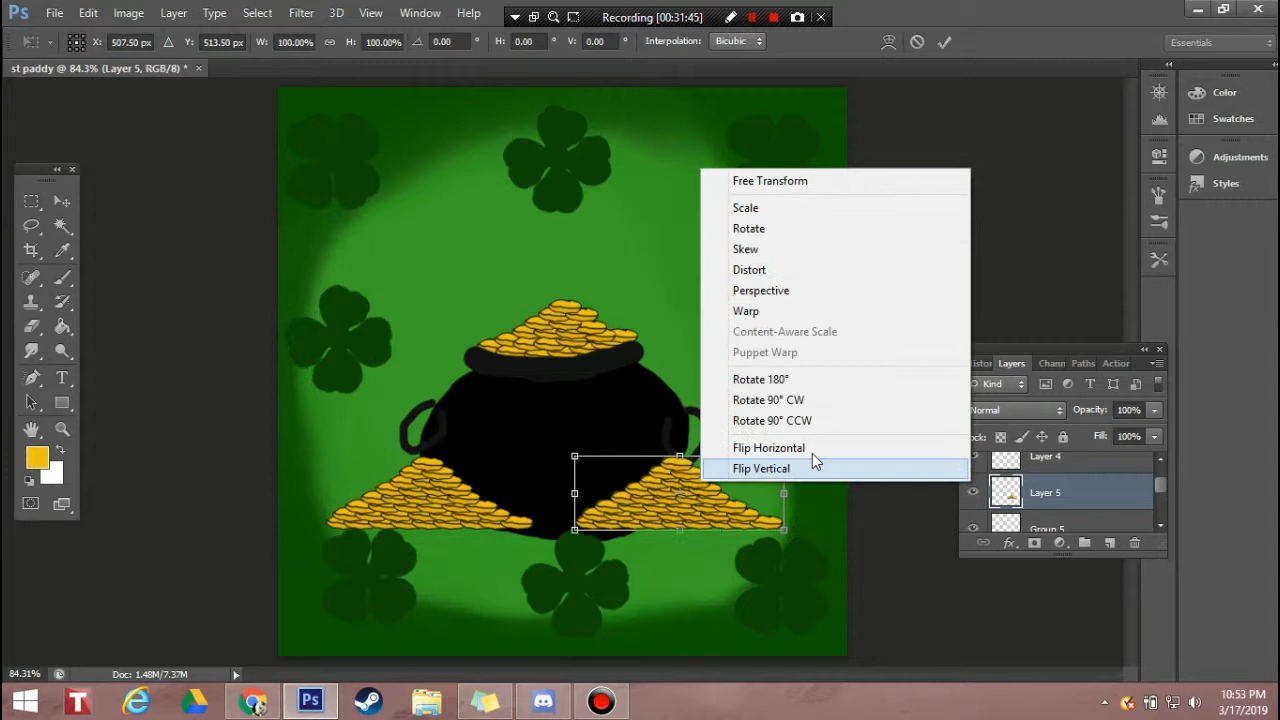 Ps File Edit Image Layer Type Select Filter 3D View Window Help
Recording [00:31:45]
X: 507.50 px Y: 513.50 px W: 100.00% H: 100.00% 0.00 ° H: 0.00 ° V: 0.00 ° Interpolation: Bicubic Essentials
st paddy @ 84.3% (Layer 5, RGB/8) * ×
Color
Swatches
Adjustments
Styles
Free Transform
Scale
Rotate
Skew
Distort
Perspective
Warp
Content-Aware Scale
Puppet Warp
Rotate 180°
Rotate 90° CW
Rotate 90° CCW
Flip Horizontal
Flip Vertical
T
Layers Chann Paths Action
Kind
Normal Opacity: 100%
Fill: 100%
Layer 4
Layer 5
Group 5
84.31% Doc: 1.48M/7.37M
T Ps
10:53 PM
3/17/2019